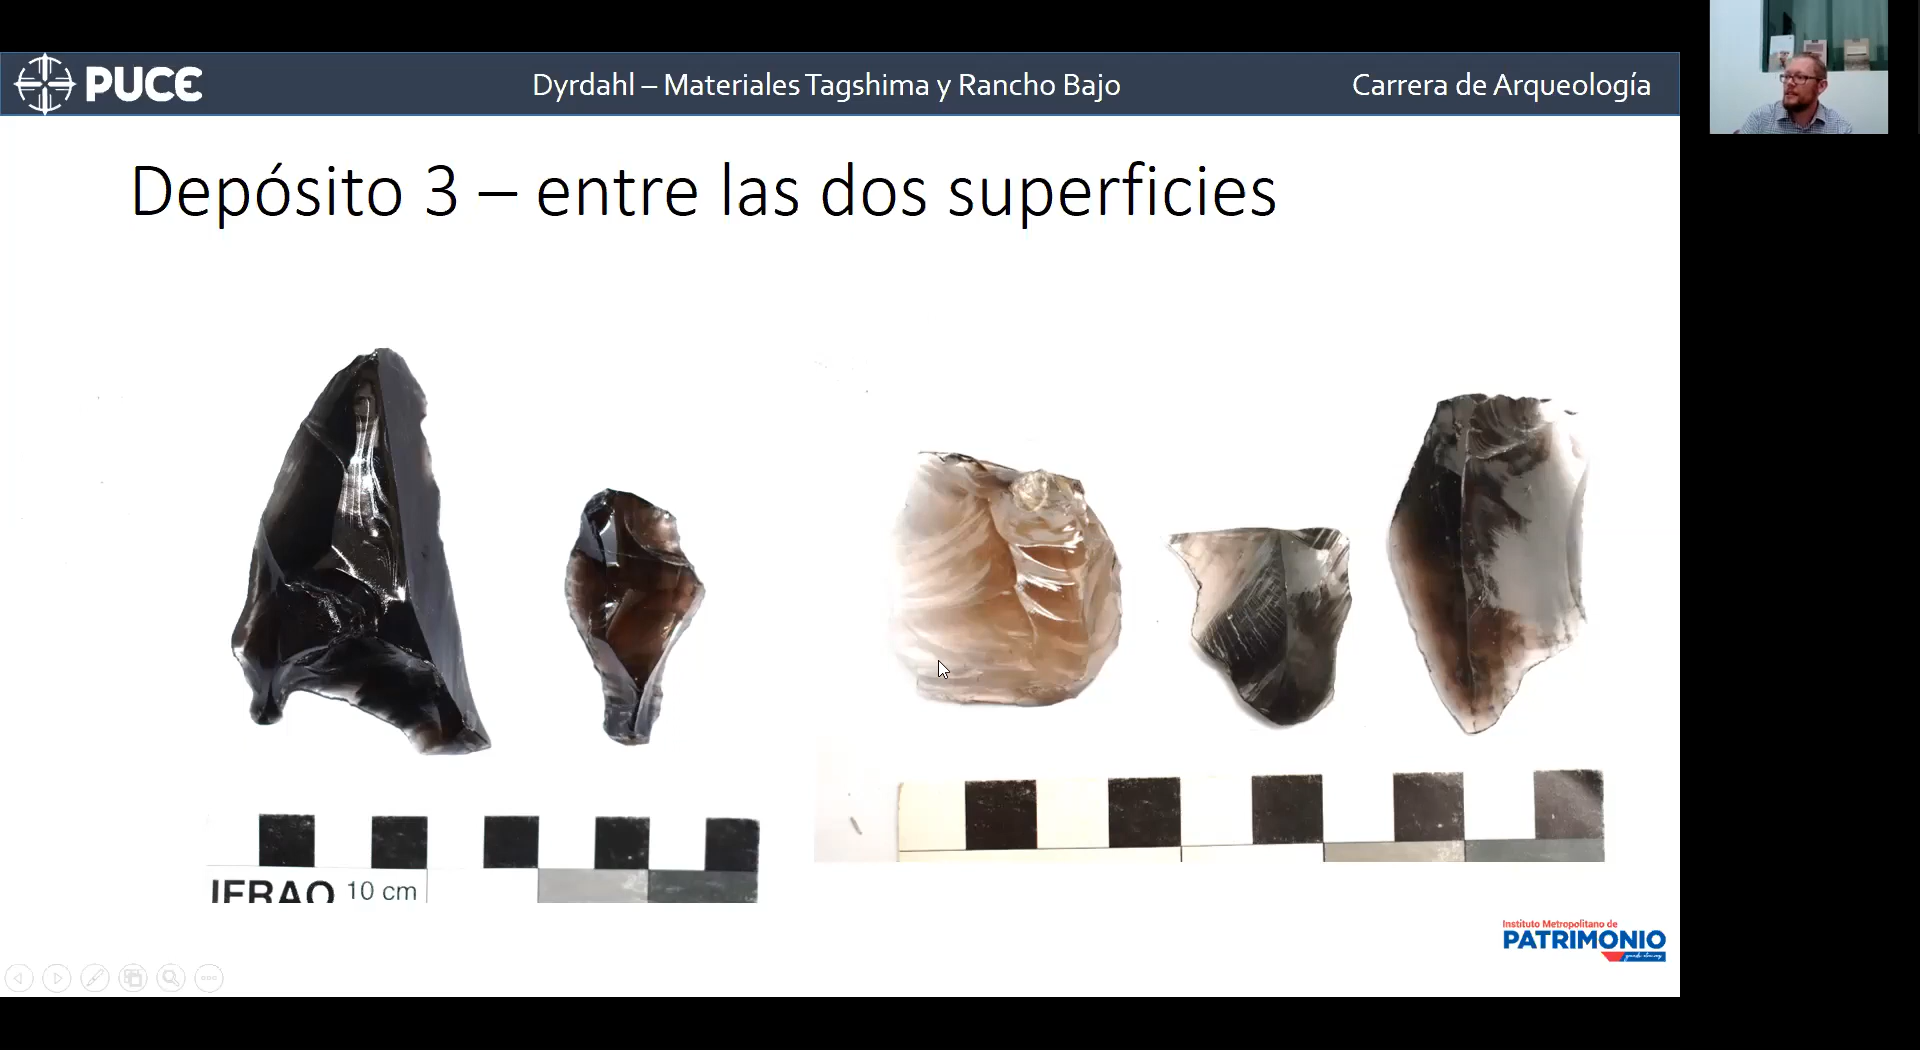 PUCE
Dyrdahl – Materiales Tagshima y Rancho Bajo
Carrera de Arqueología
Depósito 3 – entre las dos superficies
IFRAO 10 cm
Instituto Metropolitano de
PATRIMONIO